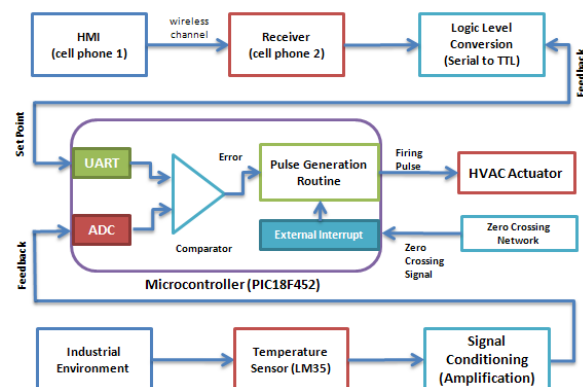 HMI
(cell phone 1)
wireless
channel
Receiver
(cell phone 2)
Logic Level
Conversion
(Serial to TTL)
Feedback
Set Point
UART
ADC
Error
Comparator
Pulse Generation
Routine
External Interrupt
Firing
Pulse
HVAC Actuator
Zero Crossing
Network
Zero
Crossing
Signal
Microcontroller (PIC18F452)
Feedback
Industrial
Environment
Temperature
Sensor (LM35)
Signal
Conditioning
(Amplification)